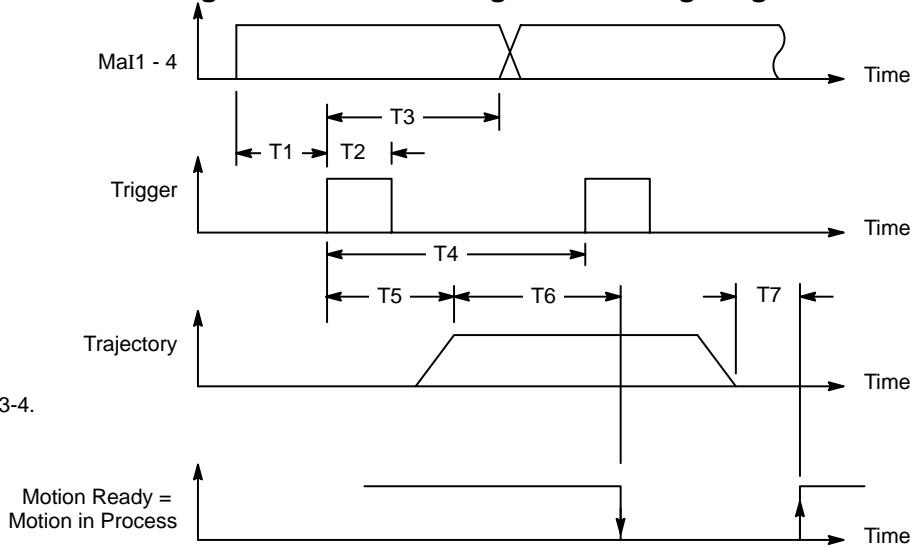 MaI1 - 4
Time
T3
T1
T2
Trigger
Time
T4
T5
T6
T7
Trajectory
Time
3-4.
Motion Ready =
Motion in Process
Time